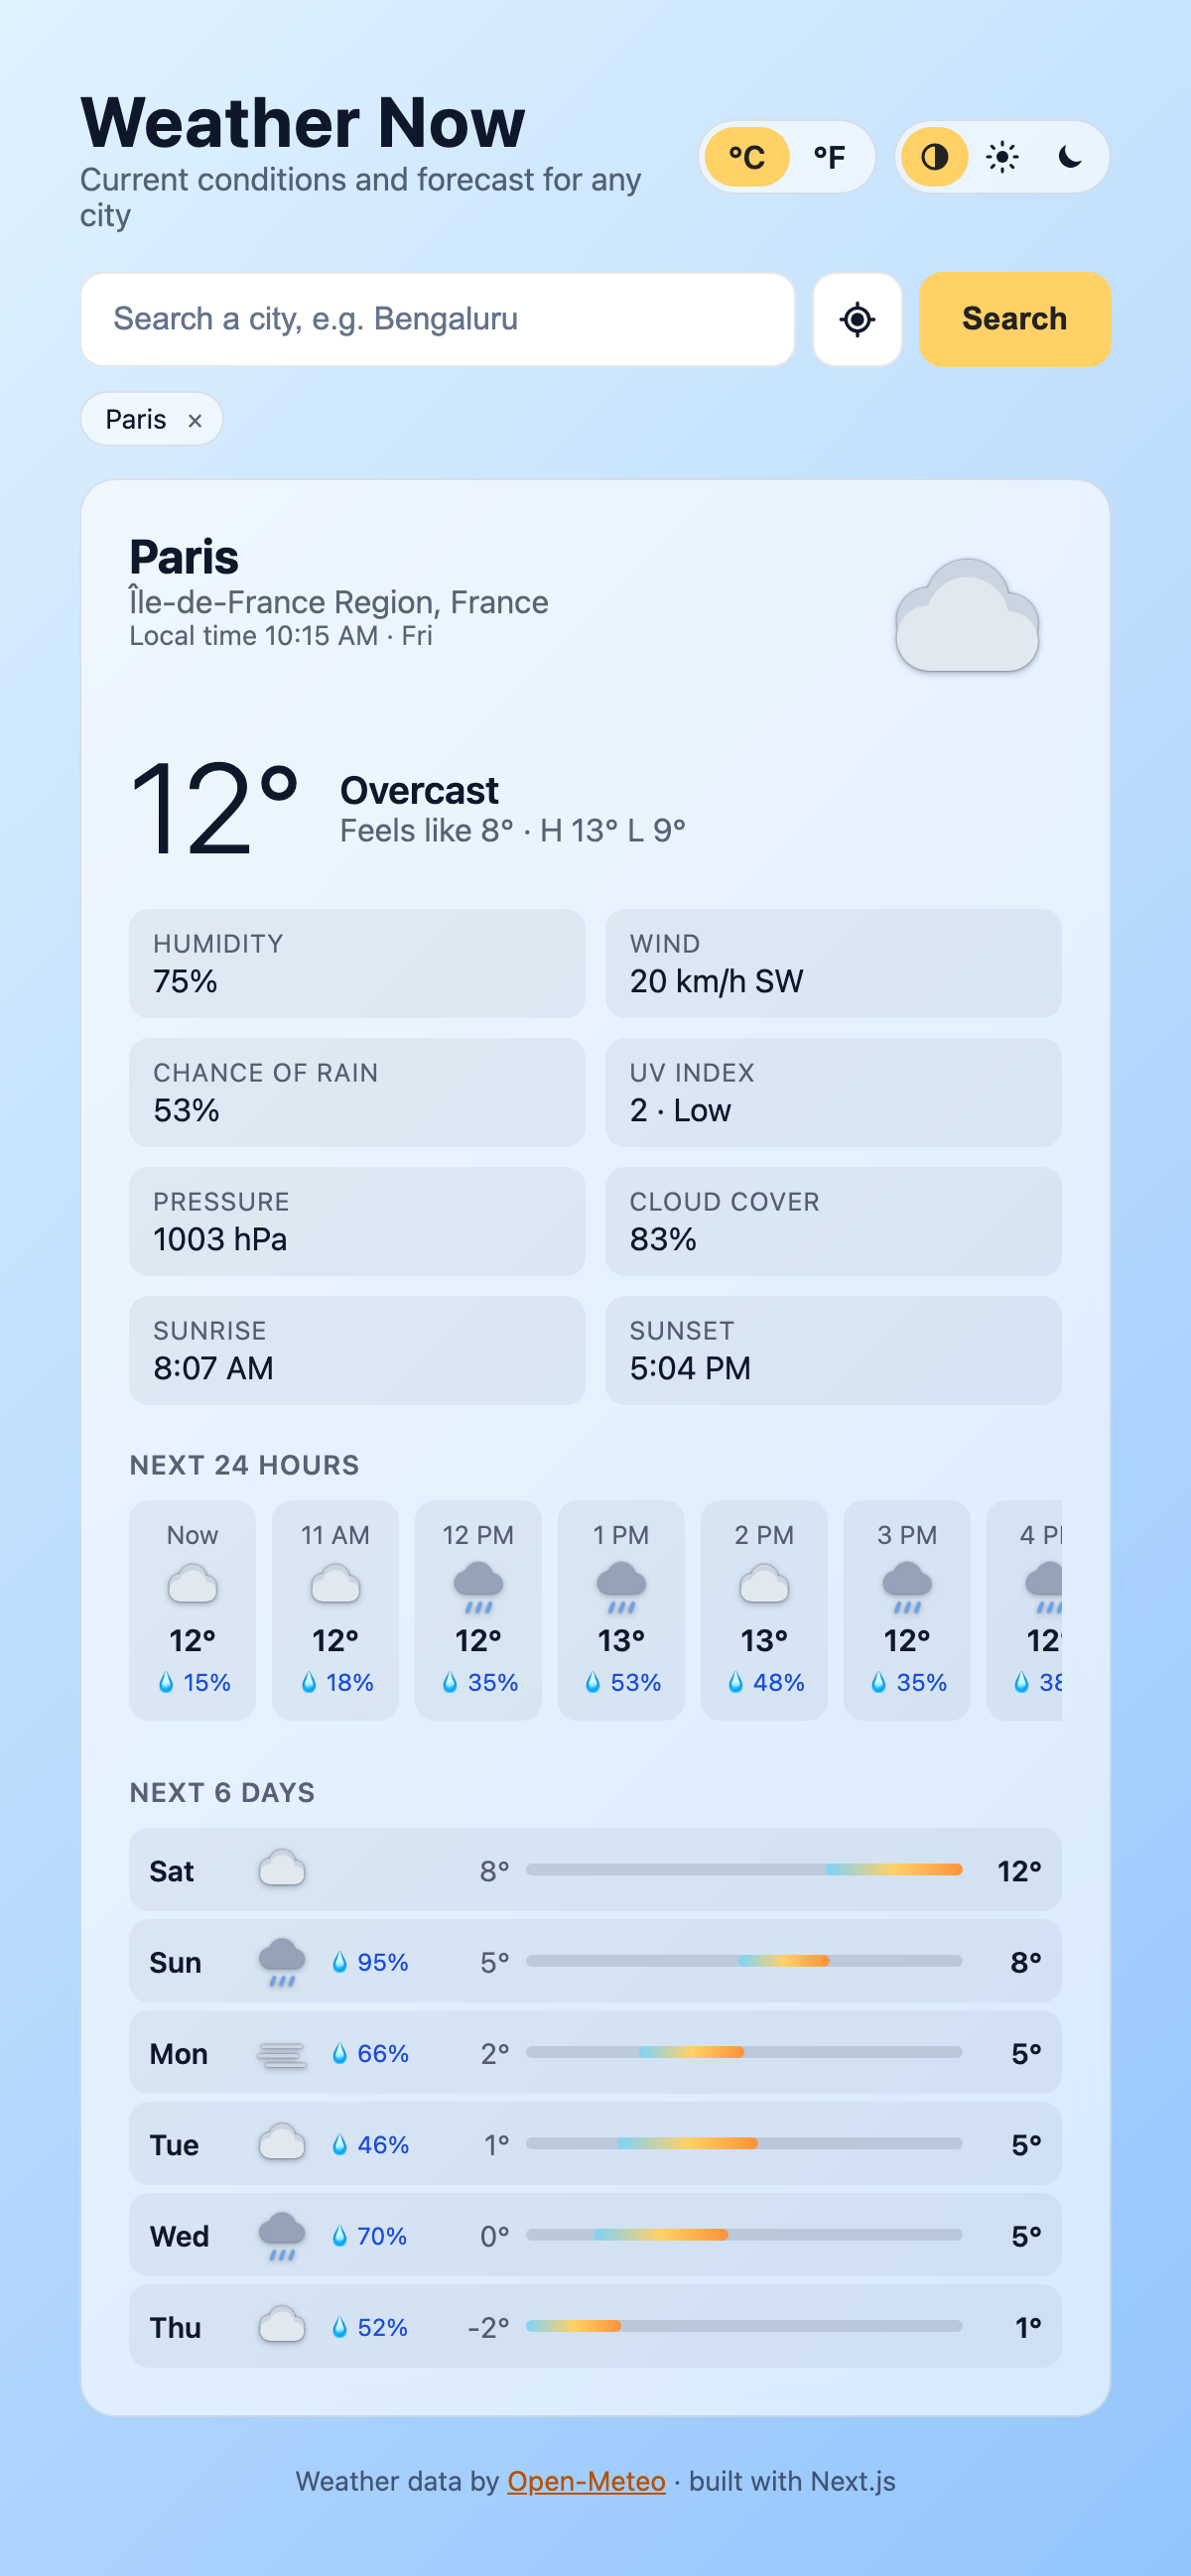 Weather Now
Current conditions and forecast for any
city
°C °F
Search a city, e.g. Bengaluru
Search
Paris ×
Paris
Île-de-France Region, France
Local time 10:15 AM · Fri
12°
Overcast
Feels like 8° · H 13° L 9°
HUMIDITY
75%
WIND
20 km/h SW
CHANCE OF RAIN
53%
UV INDEX
2 · Low
PRESSURE
1003 hPa
CLOUD COVER
83%
SUNRISE
8:07 AM
SUNSET
5:04 PM
NEXT 24 HOURS
Now 11 AM 12 PM 1 PM 2 PM 3 PM 4
12° 12° 12° 13° 13° 12° 12°
15% 18% 35% 53% 48% 35% 38
NEXT 6 DAYS
Sat 8° 12°
Sun 95% 5° 8°
Mon 66% 2° 5°
Tue 46% 1° 5°
Wed 70% 0° 5°
Thu 52% -2° 1°
Weather data by Open-Meteo · built with Next.js